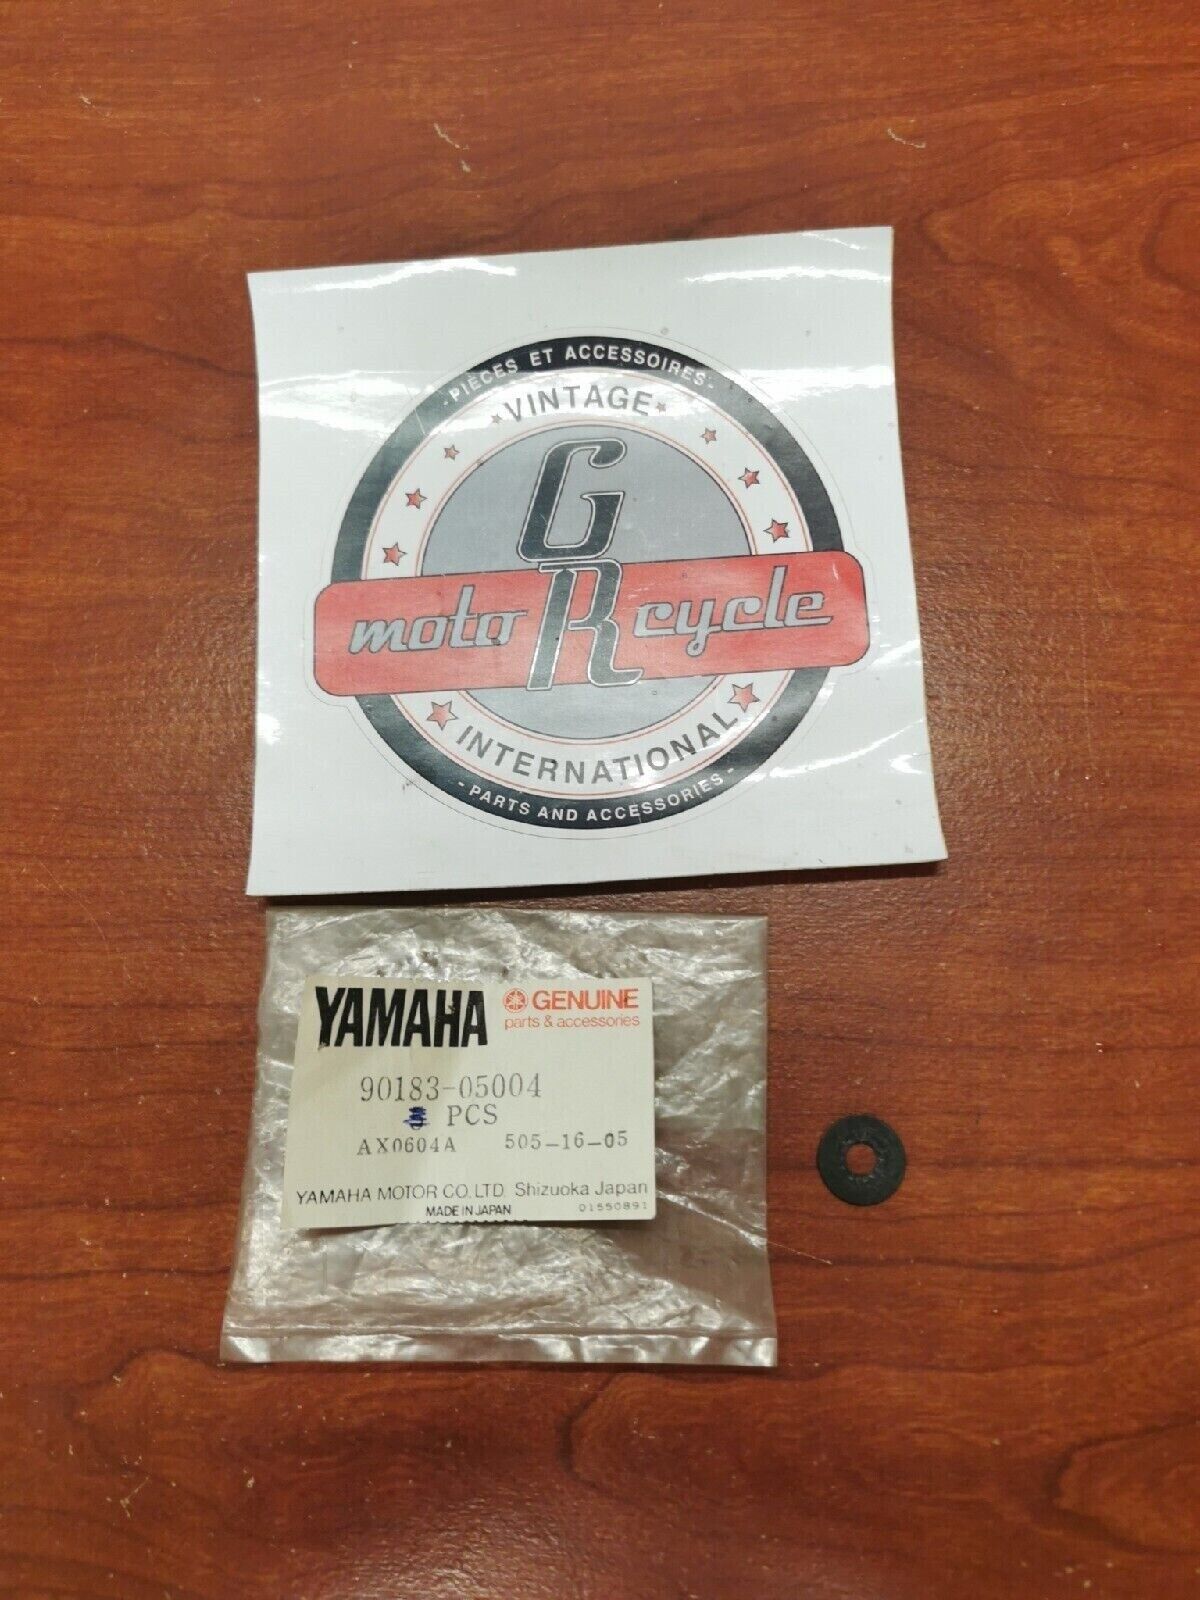 - PIÈCES ET ACCESSOIRES -
VINTAGE
G
moto R cycle
INTERNATIONAL
- PARTS AND ACCESSORIES -
YAMAHA GENUINE
parts & accessories
90183-05004
PCS
AX0604A 505-16-05
YAMAHA MOTOR CO.LTD. Shizuoka Japan
MADE IN JAPAN 01550891